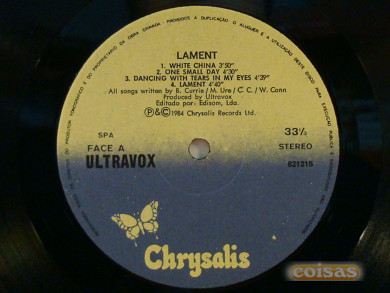 LAMENT
1. WHITE CHINA 3'50"
2. ONE SMALL DAY 4'30"
3. DANCING WITH TEARS IN MY EYES 4'39"
4. LAMENT 4'40"
All songs written by B. Currie / M. Ure / C C. / W. Cann
Produced by Ultravox
Editado por: Edisom, Lda.
℗&© 1984 Chrysalis Records Ltd.
SPA
FACE A
ULTRAVOX
33⅓
STEREO
621215
Chrysalis
coisas